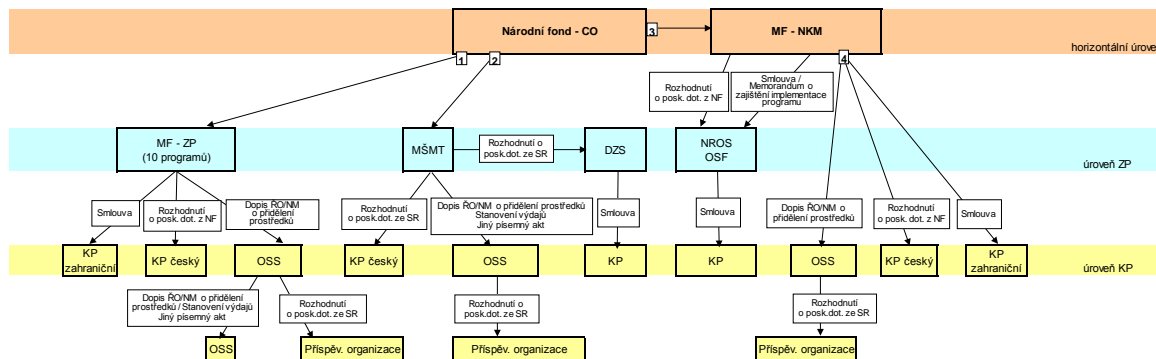 Národní fond - CO
3
MF - NKM
horizontální úrove
1
2
4
Rozhodnutí
o posk. dot. z NF
Smlouva /
Memorandum o
zajištění implementace
programu
MF - ZP
(10 programů)
MŠMT
Rozhodnutí o
posk.dot. ze SR
DZS
NROS
OSF
úroveň ZP
Smlouva
Rozhodnutí
o posk.dot. z NF
Dopis ŘO/NM
o přidělení
prostředků
Rozhodnutí
o posk.dot. ze SR
Dopis ŘO/NM o přidělení prostředků
Stanovení výdajů
Jiný písemný akt
Smlouva
Smlouva
Dopis ŘO/NM o
přidělení prostředků
Rozhodnutí
o posk.dot. z NF
Smlouva
KP
zahraniční
KP český
OSS
KP český
OSS
KP
KP
OSS
KP český
KP
zahraniční
úroveň KP
Dopis ŘO/NM o přidělení
prostředků / Stanovení výdajů
Jiný písemný akt
Rozhodnutí
o posk.dot. ze SR
Rozhodnutí o
posk.dot. ze SR
Rozhodnutí
o posk.dot. ze SR
OSS
Příspěv. organizace
Příspěv. organizace
Příspěv. organizace